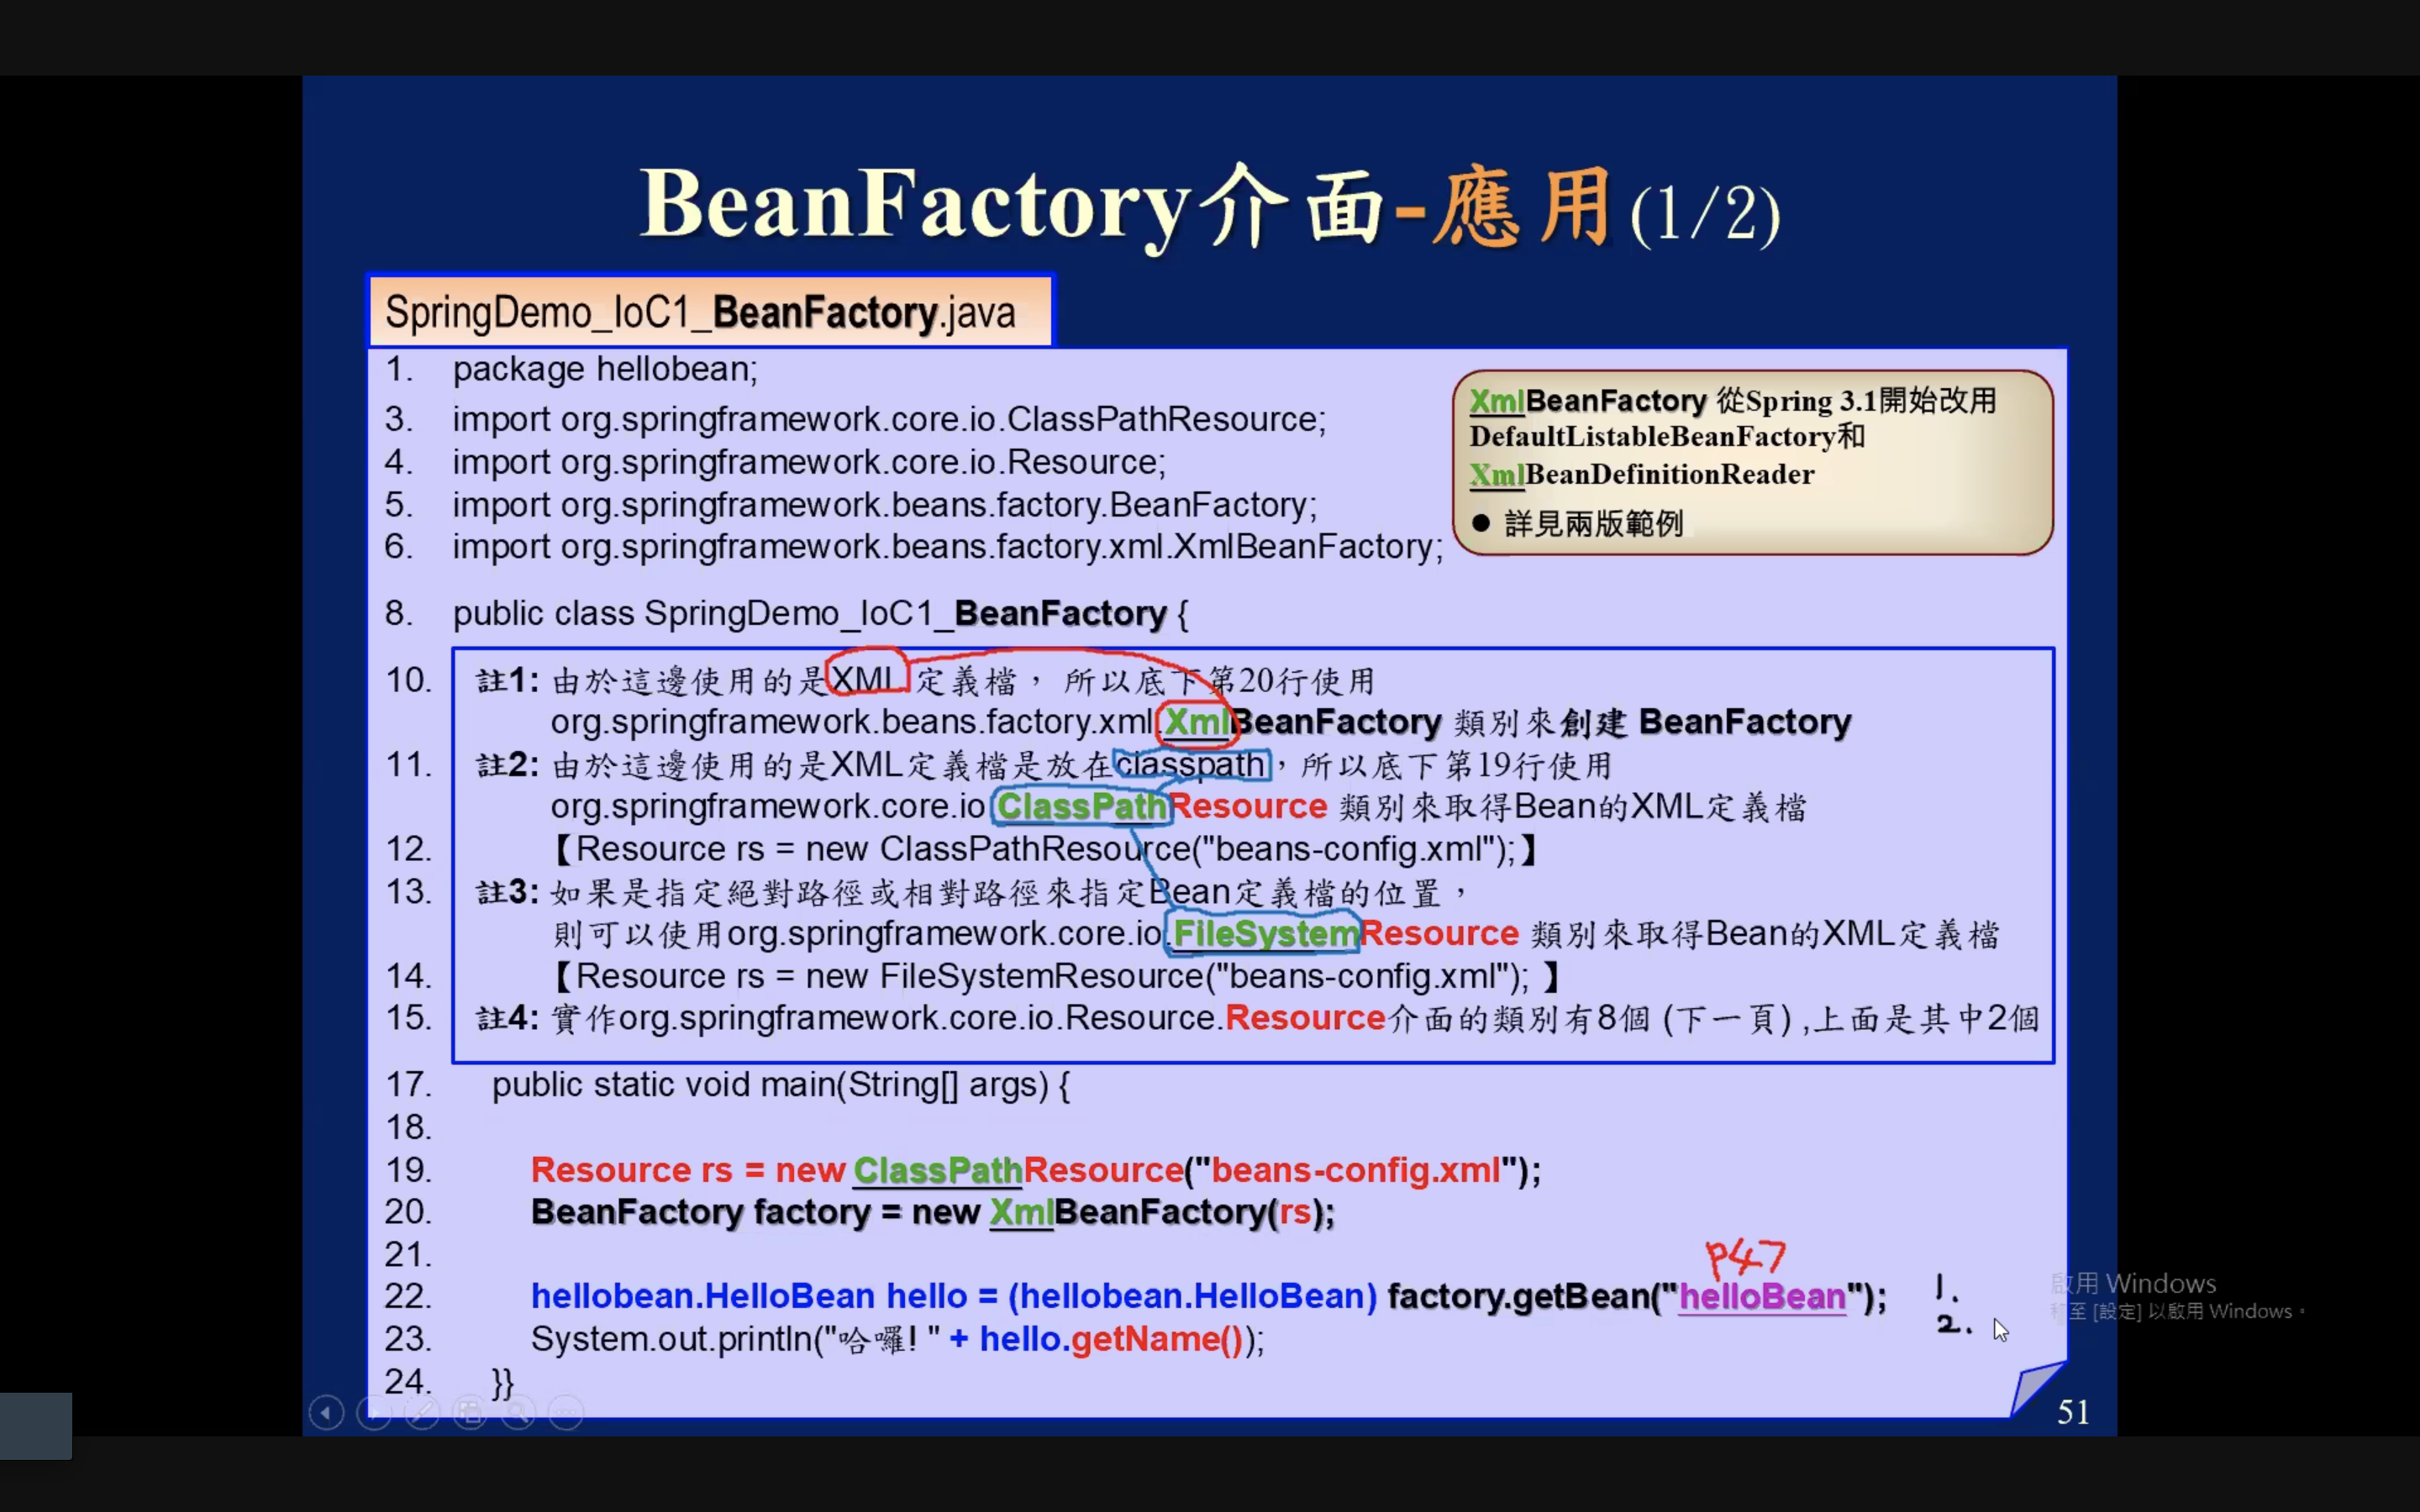 BeanFactory介面-應用(1/2)
SpringDemo_IoC1_BeanFactory.java
1. package hellobean;
3. import org.springframework.core.io.ClassPathResource;
4. import org.springframework.core.io.Resource;
5. import org.springframework.beans.factory.BeanFactory;
6. import org.springframework.beans.factory.xml.XmlBeanFactory;
XmlBeanFactory 從Spring 3.1開始改用
DefaultListableBeanFactory和
XmlBeanDefinitionReader
● 詳見兩版範例
8. public class SpringDemo_IoC1_BeanFactory {
10. 註1: 由於這邊使用的是XML 定義檔, 所以底下第20行使用
org.springframework.beans.factory.xml.XmlBeanFactory 類別來創建 BeanFactory
11. 註2: 由於這邊使用的是XML定義檔是放在classpath,所以底下第19行使用
org.springframework.core.io.ClassPathResource 類別來取得Bean的XML定義檔
12. 【Resource rs = new ClassPathResource("beans-config.xml");】
13. 註3: 如果是指定絕對路徑或相對路徑來指定Bean定義檔的位置,
則可以使用org.springframework.core.io.FileSystemResource 類別來取得Bean的XML定義檔
14. 【Resource rs = new FileSystemResource("beans-config.xml"); 】
15. 註4: 實作org.springframework.core.io.Resource.Resource介面的類別有8個 (下一頁) ,上面是其中2個
17. public static void main(String[] args) {
18.
19. Resource rs = new ClassPathResource("beans-config.xml");
20. BeanFactory factory = new XmlBeanFactory(rs);
21.
P47
22. hellobean.HelloBean hello = (hellobean.HelloBean) factory.getBean("helloBean");
1.
2.
23. System.out.println("哈囉! " + hello.getName());
24. }}
啟用 Windows
移至 [設定] 以啟用 Windows。
51